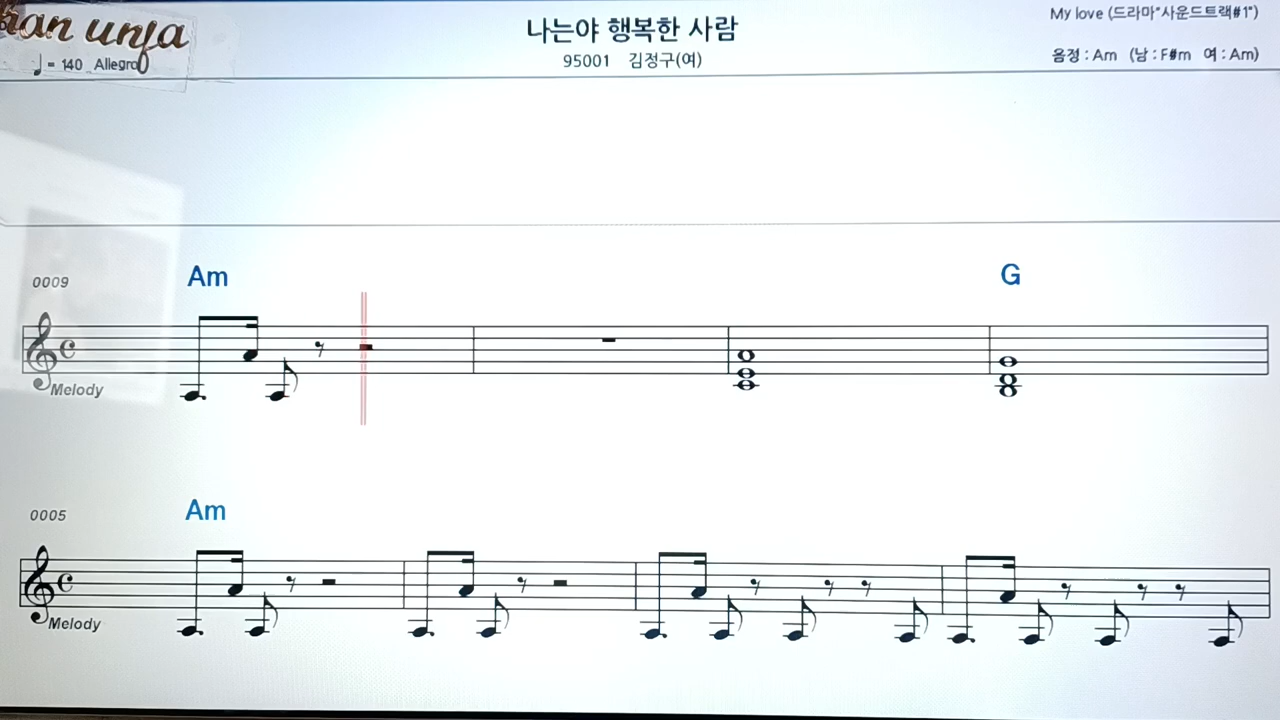 나는야 행복한 사람
My love (드라마"사운드트랙#1")
= 140 Allegro
95001 김정구(여)
음정 : Am (남 : F#m 여 : Am)
0009 Am G
Melody
0005 Am
Melody